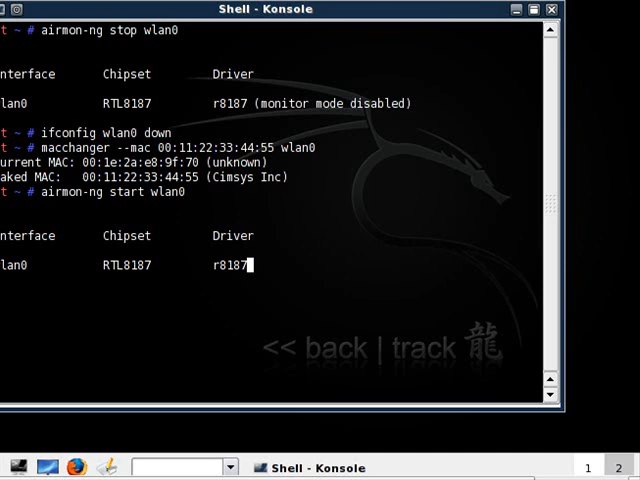 Shell - Konsole
t ~ # airmon-ng stop wlan0
nterface Chipset Driver
lan0 RTL8187 r8187 (monitor mode disabled)
t ~ # ifconfig wlan0 down
t ~ # macchanger --mac 00:11:22:33:44:55 wlan0
urrent MAC: 00:1e:2a:e8:9f:70 (unknown)
aked MAC: 00:11:22:33:44:55 (Cimsys Inc)
t ~ # airmon-ng start wlan0
nterface Chipset Driver
lan0 RTL8187 r8187
<< back | track 龍
Shell - Konsole 1 2